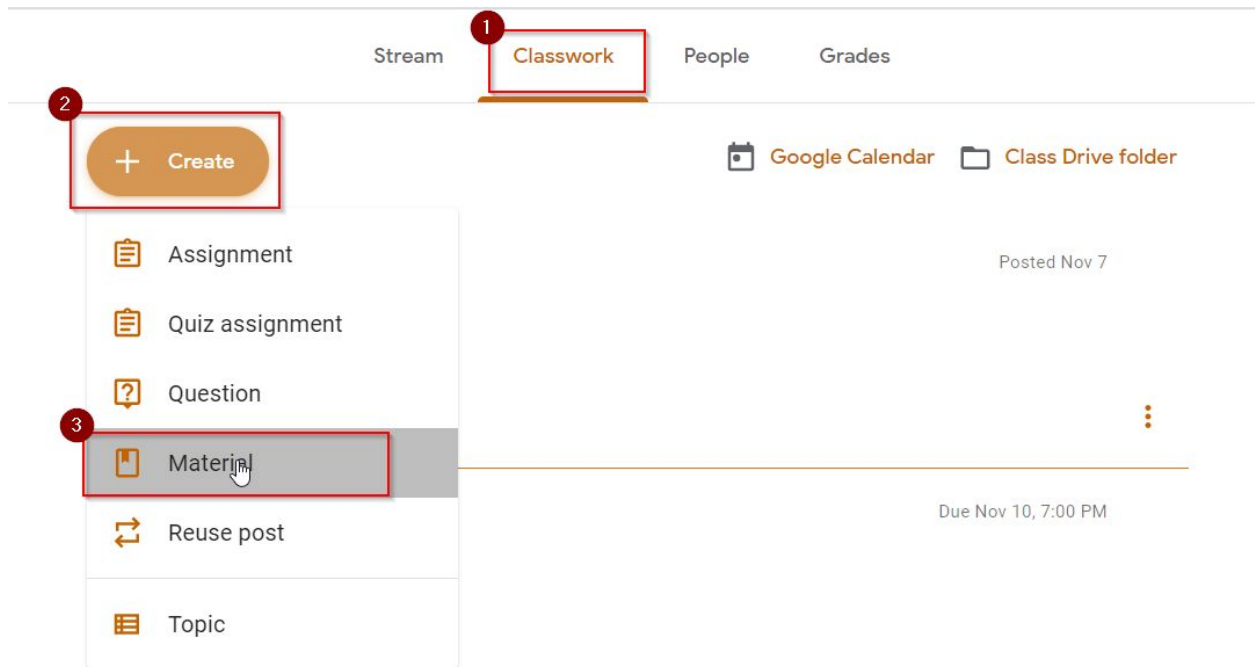 1
Stream Classwork People Grades
2
+ Create
Google Calendar Class Drive folder
Assignment
Posted Nov 7
Quiz assignment
Question
3
Material
Reuse post
Due Nov 10, 7:00 PM
Topic